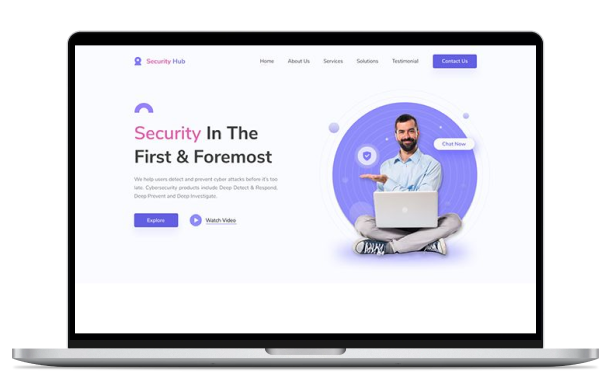 Security Hub
Home About Us Services Solutions Testimonial Contact Us
Security In The
First & Foremost
We help users detect and prevent cyber attacks before it's too
late. Cybersecurity products include Deep Detect & Respond,
Deep Prevent and Deep Investigate.
Explore Watch Video
Chat Now